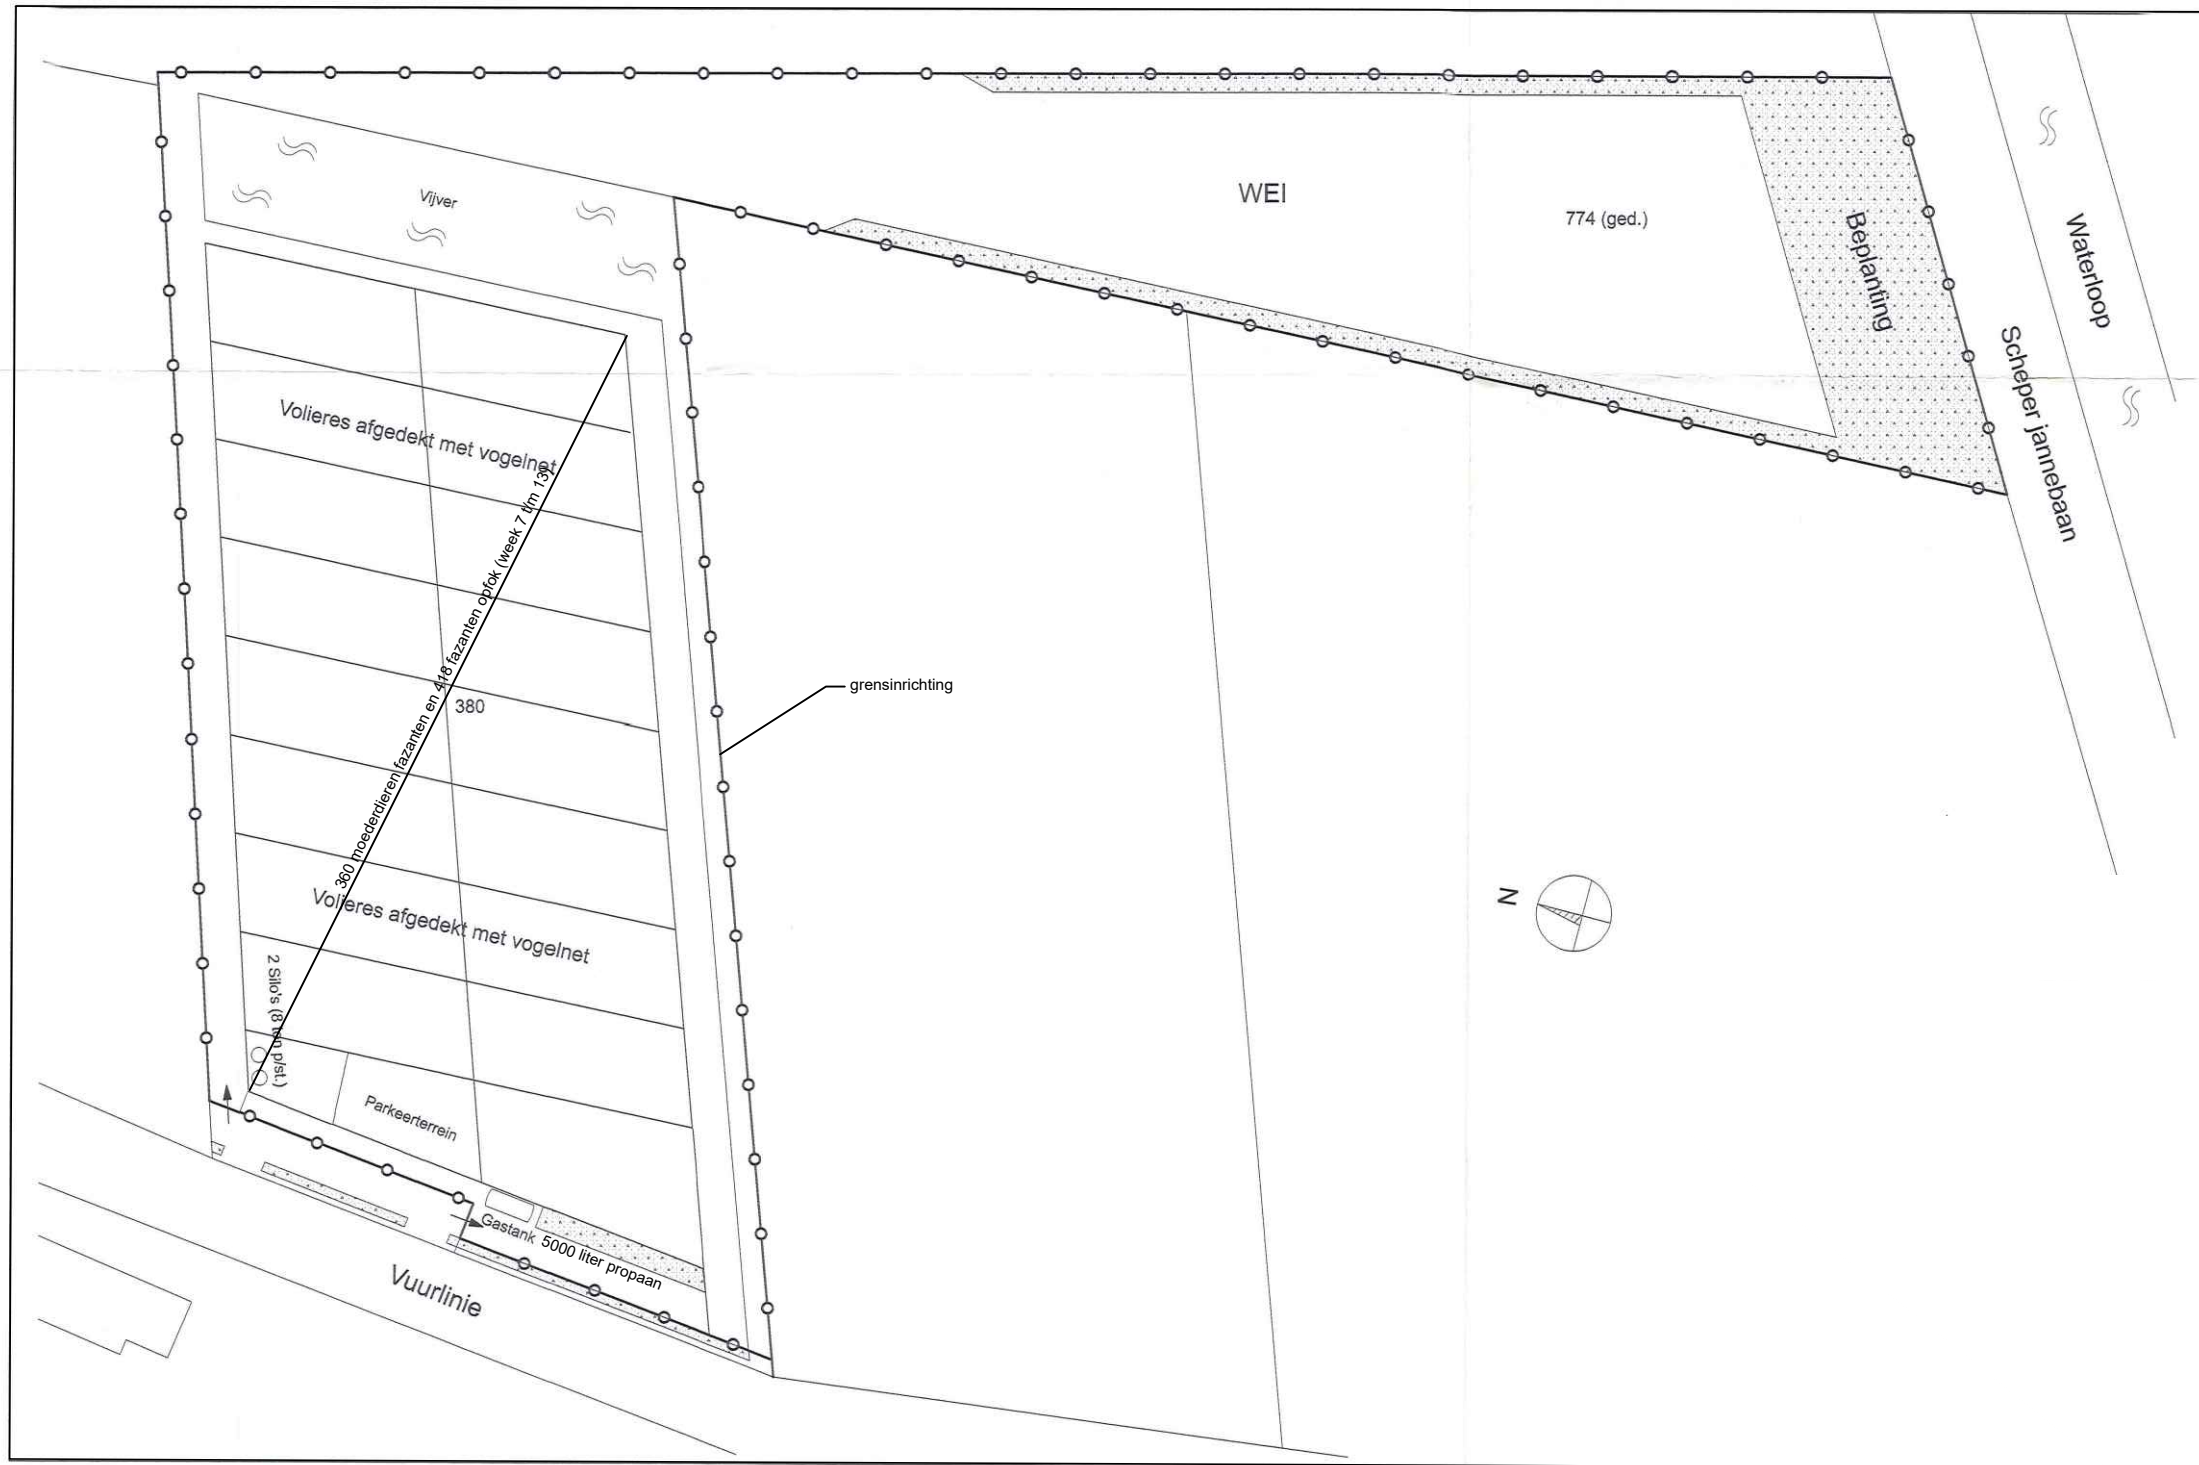 Vijver
WEI
774 (ged.)
Beplanting
Waterloop
Scheper jannebaan
Volieres afgedekt met vogelnet
360 moederdieren fazanten en 418 fazanten opfok (week 7 t/m 13)
380
grensinrichting
Volieres afgedekt met vogelnet
N
2 Silo's (8 ton p/st.)
Parkeerterrein
Gastank 5000 liter propaan
Vuurlinie